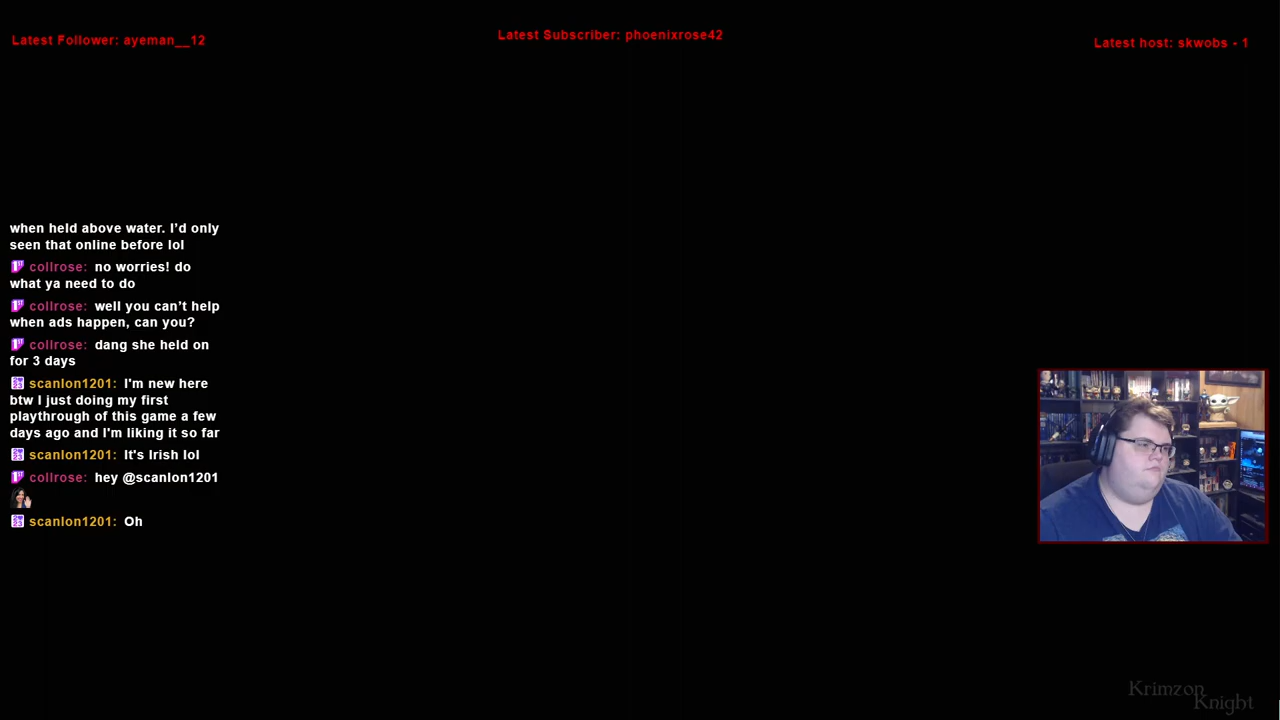 Latest Follower: ayeman__12
Latest Subscriber: phoenixrose42
Latest host: skwobs - 1
when held above water. I'd only
seen that online before lol
collrose: no worries! do
what ya need to do
collrose: well you can't help
when ads happen, can you?
collrose: dang she held on
for 3 days
scanlon1201: I'm new here
btw I just doing my first
playthrough of this game a few
days ago and I'm liking it so far
scanlon1201: It's Irish lol
collrose: hey @scanlon1201
scanlon1201: Oh
Krimzon
Knight